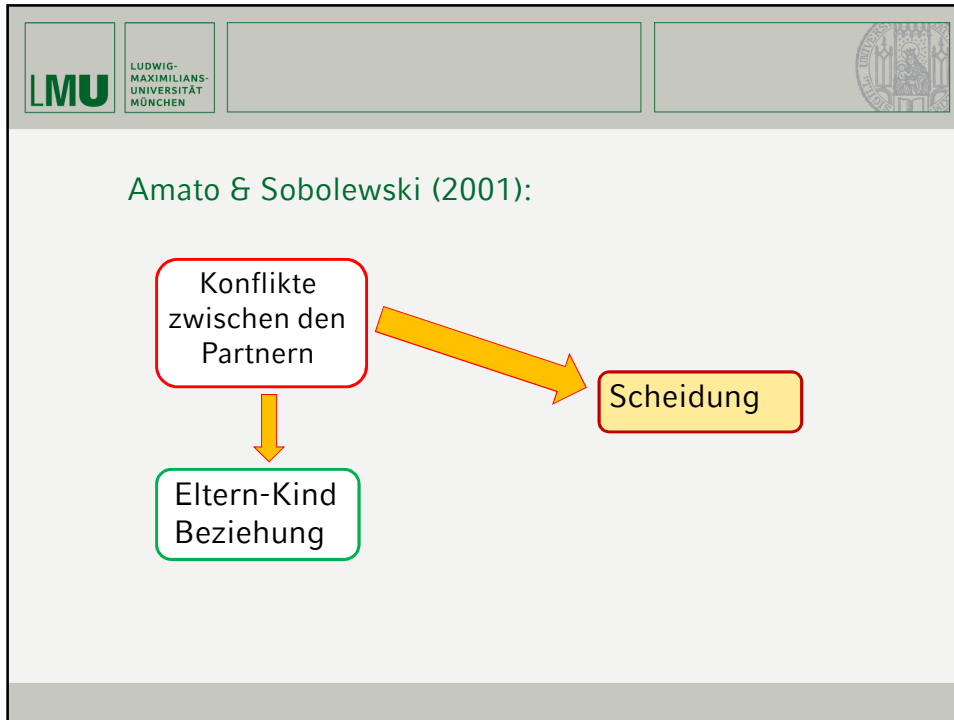 LMU
LUDWIG-
MAXIMILIANS-
UNIVERSITÄT
MÜNCHEN
Amato & Sobolewski (2001):
Konflikte
zwischen den
Partnern
Scheidung
Eltern-Kind
Beziehung